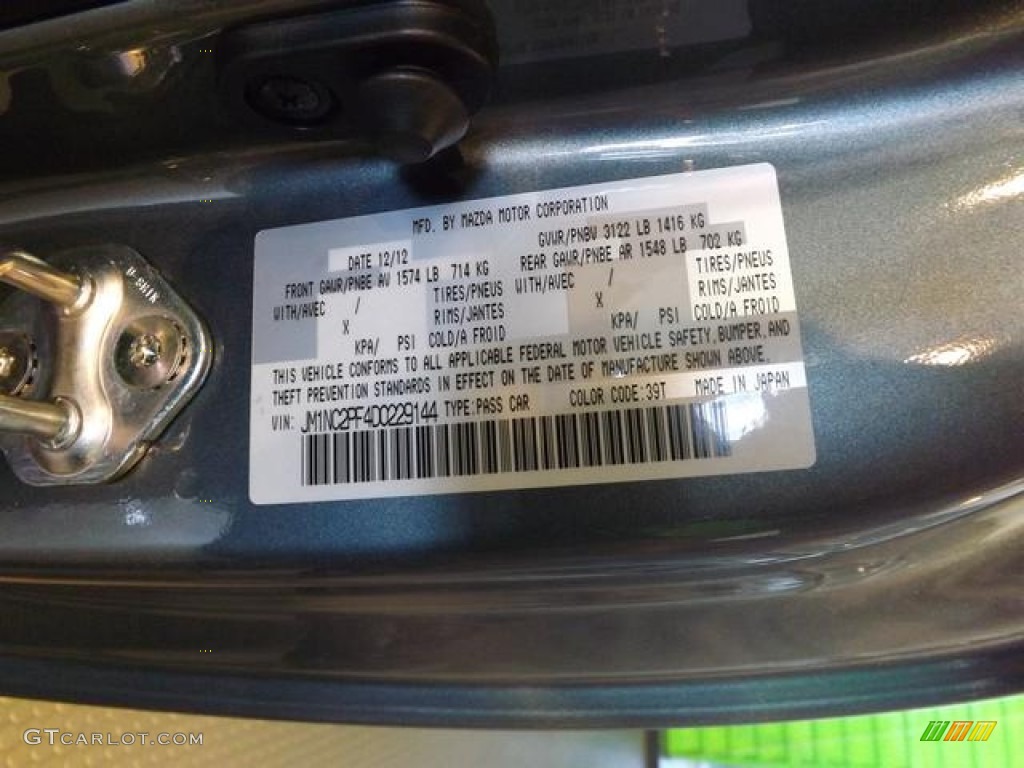 MFD. BY MAZDA MOTOR CORPORATION
DATE 12/12 GVWR/PNBV 3122 LB 1416 KG
FRONT GAWR/PNBE AV 1574 LB 714 KG REAR GAWR/PNBE AR 1548 LB 702 KG
WITH/AVEC / TIRES/PNEUS WITH/AVEC / TIRES/PNEUS
X RIMS/JANTES X RIMS/JANTES
KPA/ PSI COLD/A FROID KPA/ PSI COLD/A FROID
THIS VEHICLE CONFORMS TO ALL APPLICABLE FEDERAL MOTOR VEHICLE SAFETY, BUMPER, AND
THEFT PREVENTION STANDARDS IN EFFECT ON THE DATE OF MANUFACTURE SHOWN ABOVE.
VIN: JM1NC2PF4D0229144 TYPE:PASS CAR COLOR CODE:39T MADE IN JAPAN
GTCARLOT.COM